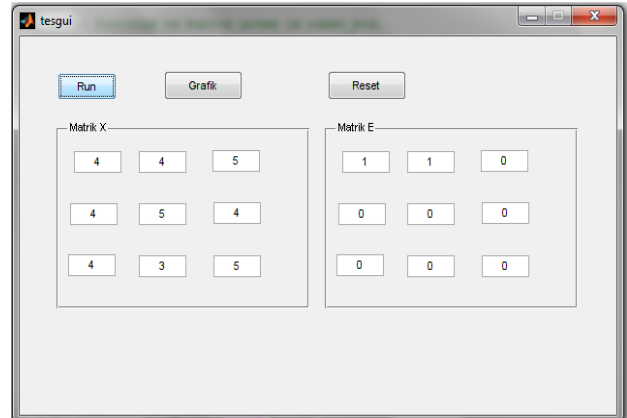 tesgui
Run Grafik Reset
Matrik X Matrik E
4 4 5 1 1 0
4 5 4 0 0 0
4 3 5 0 0 0